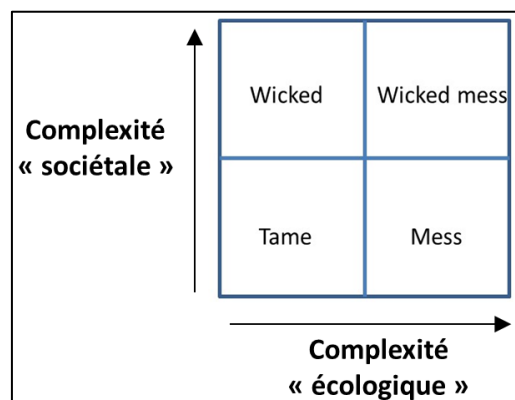 Wicked
Wicked mess
Complexité
« sociétale »
Tame
Mess
Complexité
« écologique »